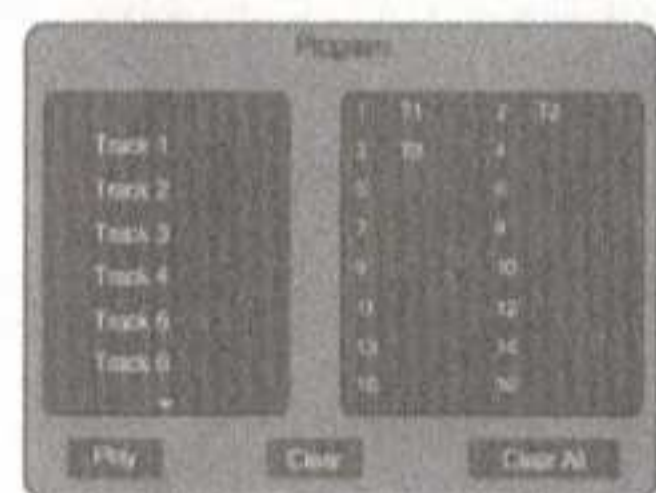 Program
Track 1
Track 2
Track 3
Track 4
Track 5
Track 6
1 T1 2 T2
3 T3 4
5 6
7 8
9 10
11 12
13 14
15 16
Play Clear Clear All